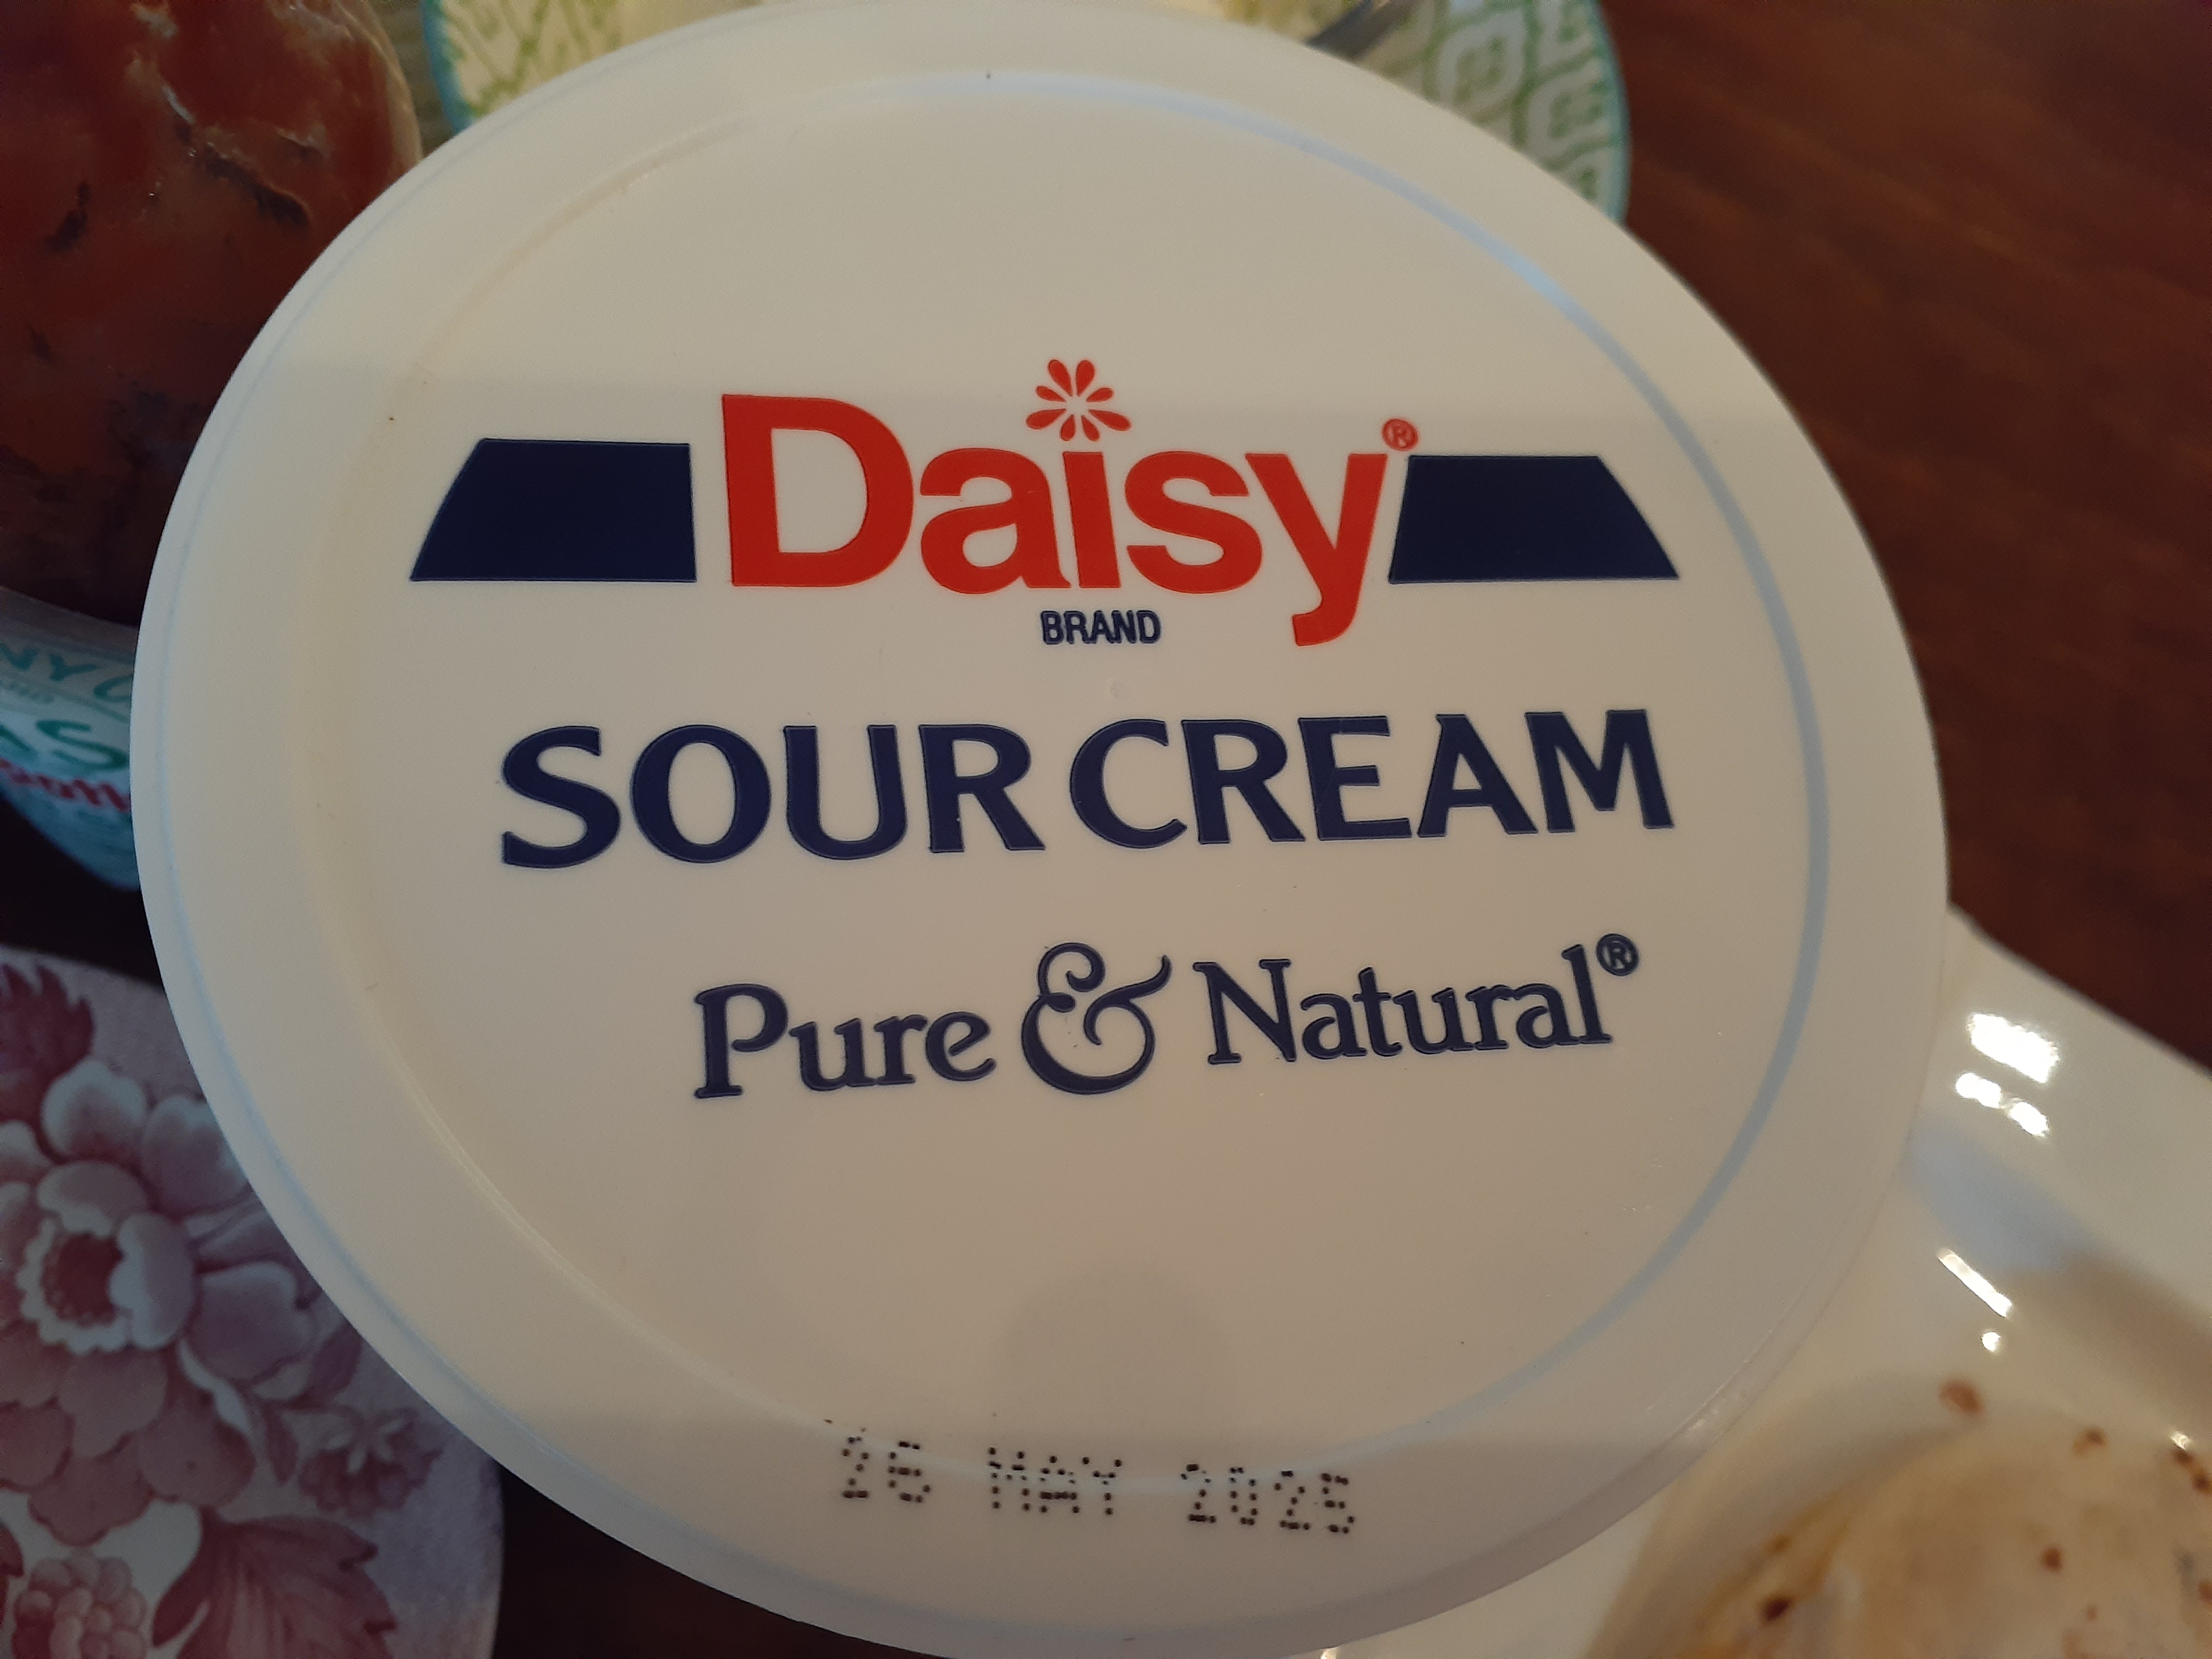 Daisy®
BRAND
SOUR CREAM
Pure & Natural®
26 MAY 2025